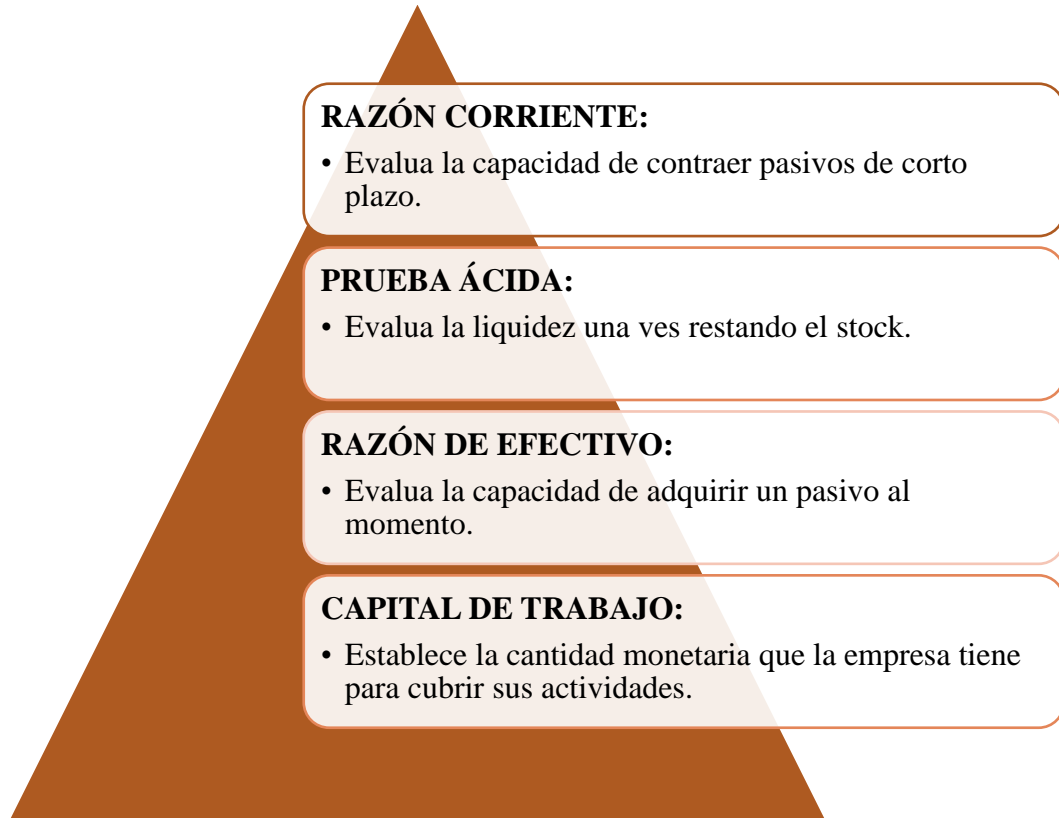 RAZÓN CORRIENTE:
• Evalua la capacidad de contraer pasivos de corto
plazo.
PRUEBA ÁCIDA:
• Evalua la liquidez una ves restando el stock.
RAZÓN DE EFECTIVO:
• Evalua la capacidad de adquirir un pasivo al
momento.
CAPITAL DE TRABAJO:
• Establece la cantidad monetaria que la empresa tiene
para cubrir sus actividades.